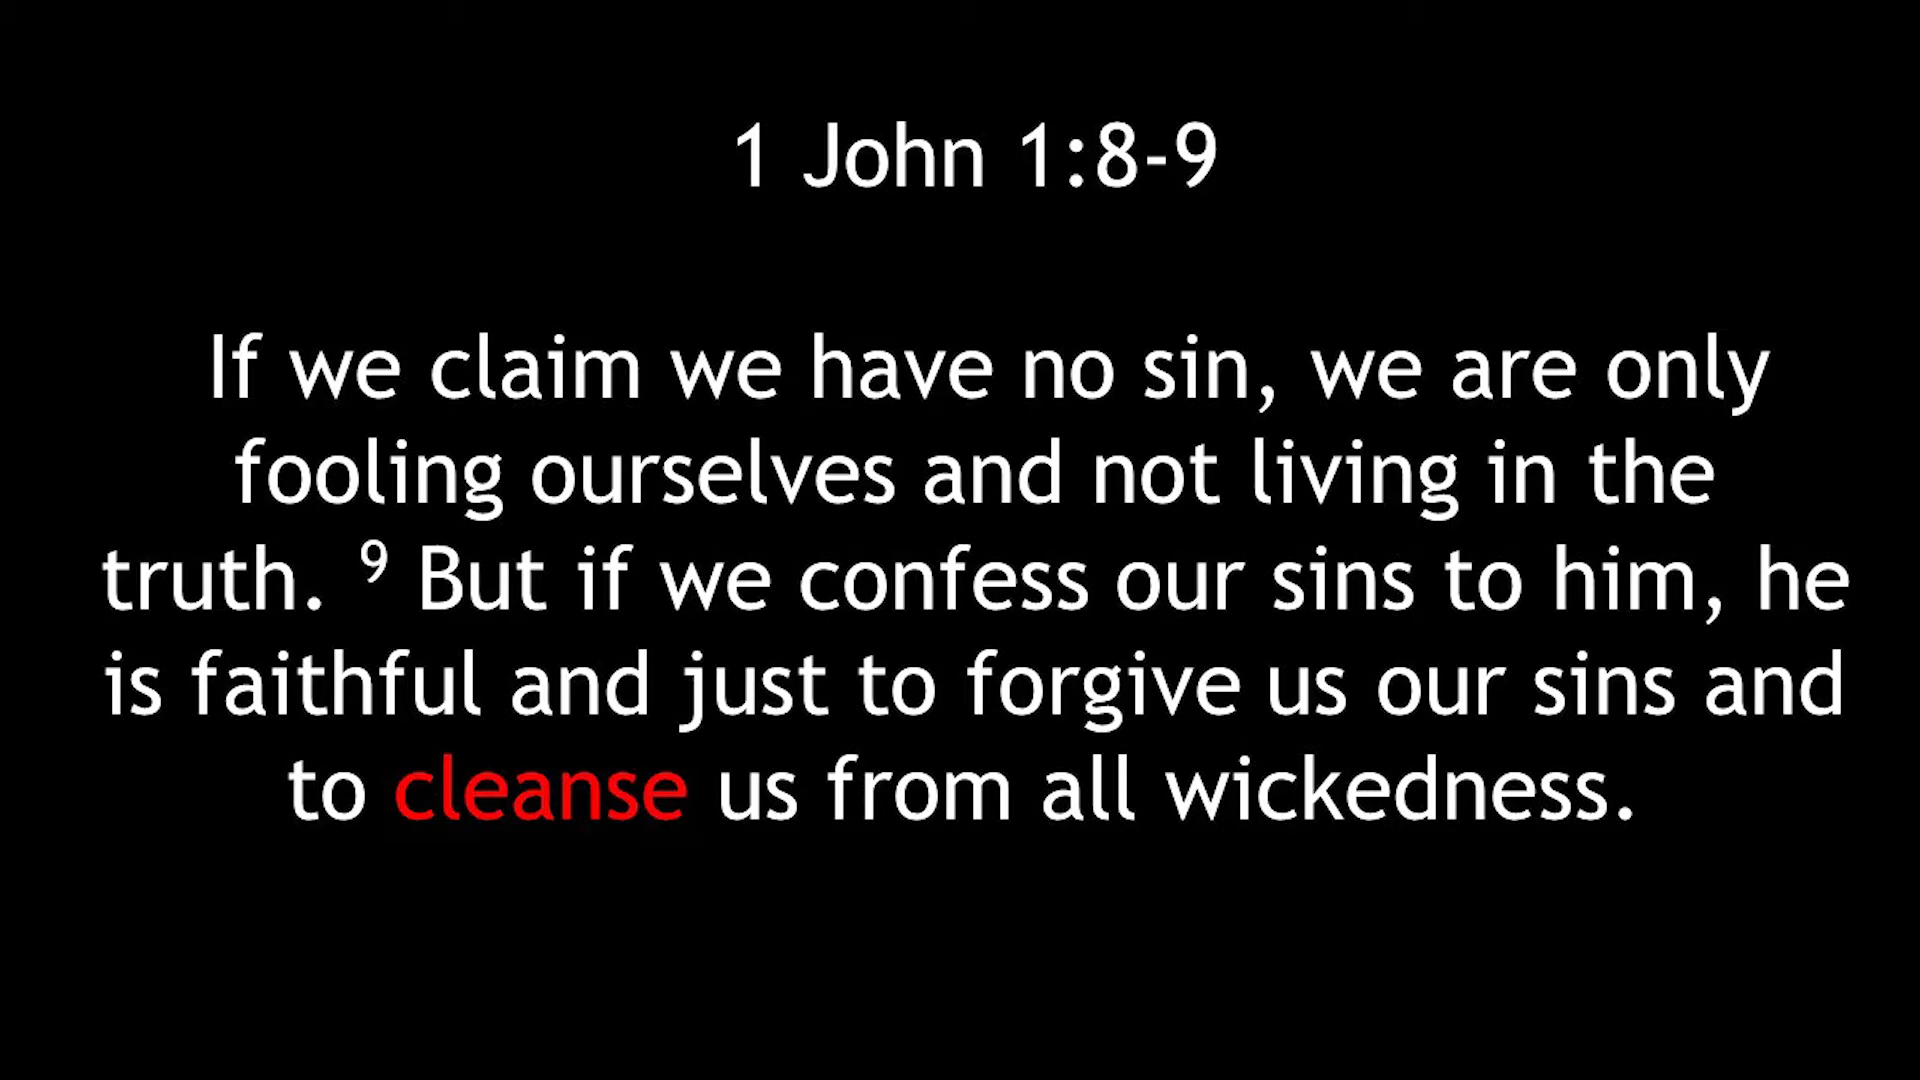 1 John 1:8-9
If we claim we have no sin, we are only
fooling ourselves and not living in the
truth. ⁹ But if we confess our sins to him, he
is faithful and just to forgive us our sins and
to cleanse us from all wickedness.